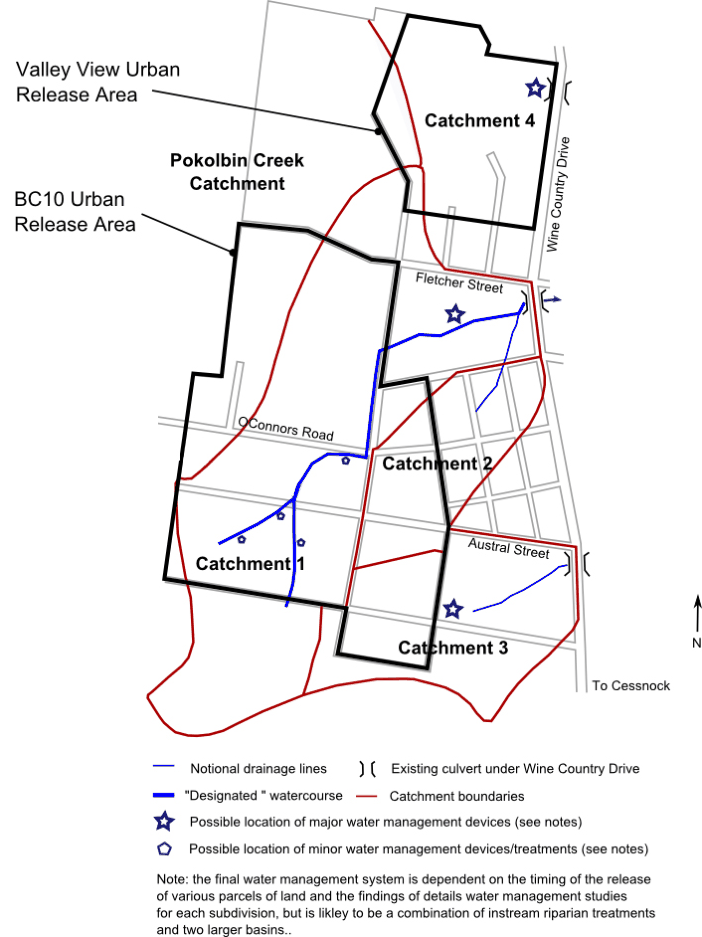 Valley View Urban
Release Area
Catchment 4
Wine Country Drive
Pokolbin Creek
Catchment
BC10 Urban
Release Area
Fletcher Street
OConnors Road
Catchment 2
Austral Street
Catchment 1
Catchment 3
N
To Cessnock
Notional drainage lines
Existing culvert under Wine Country Drive
"Designated " watercourse
Catchment boundaries
Possible location of major water management devices (see notes)
Possible location of minor water management devices/treatments (see notes)
Note: the final water management system is dependent on the timing of the release
of various parcels of land and the findings of details water management studies
for each subdivision, but is likley to be a combination of instream riparian treatments
and two larger basins..